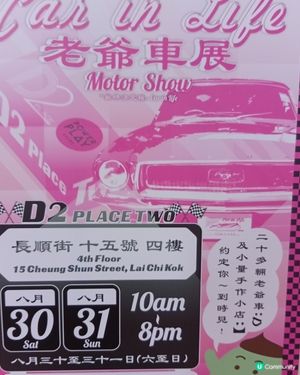 Car in Life
老爺車展
Motor Show
D2 Place
D2 PLACE TWO
長順街 十五號 四樓
4th Floor
15 Cheung Shun Street, Lai Chi Kok
八月
30
Sat
八月
31
Sun
10am
-
8pm
八月三十至三十一日(六至日)
二十多輛老爺車:D
及小量手作小店:】
約定你~到時見!
U Community